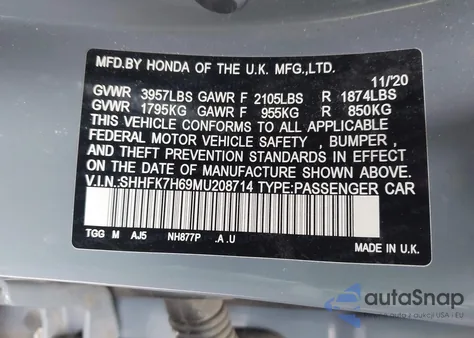 MFD.BY HONDA OF THE U.K. MFG.,LTD.
11/'20
GVWR 3957LBS GAWR F 2105LBS R 1874LBS
GVWR 1795KG GAWR F 955KG R 850KG
THIS VEHICLE CONFORMS TO ALL APPLICABLE
FEDERAL MOTOR VEHICLE SAFETY , BUMPER ,
AND THEFT PREVENTION STANDARDS IN EFFECT
ON THE DATE OF MANUFACTURE SHOWN ABOVE.
V.I.N.:SHHFK7H69MU208714 TYPE:PASSENGER CAR
TGG M AJ5 NH877P .A .U
MADE IN U.K.
autoSnap